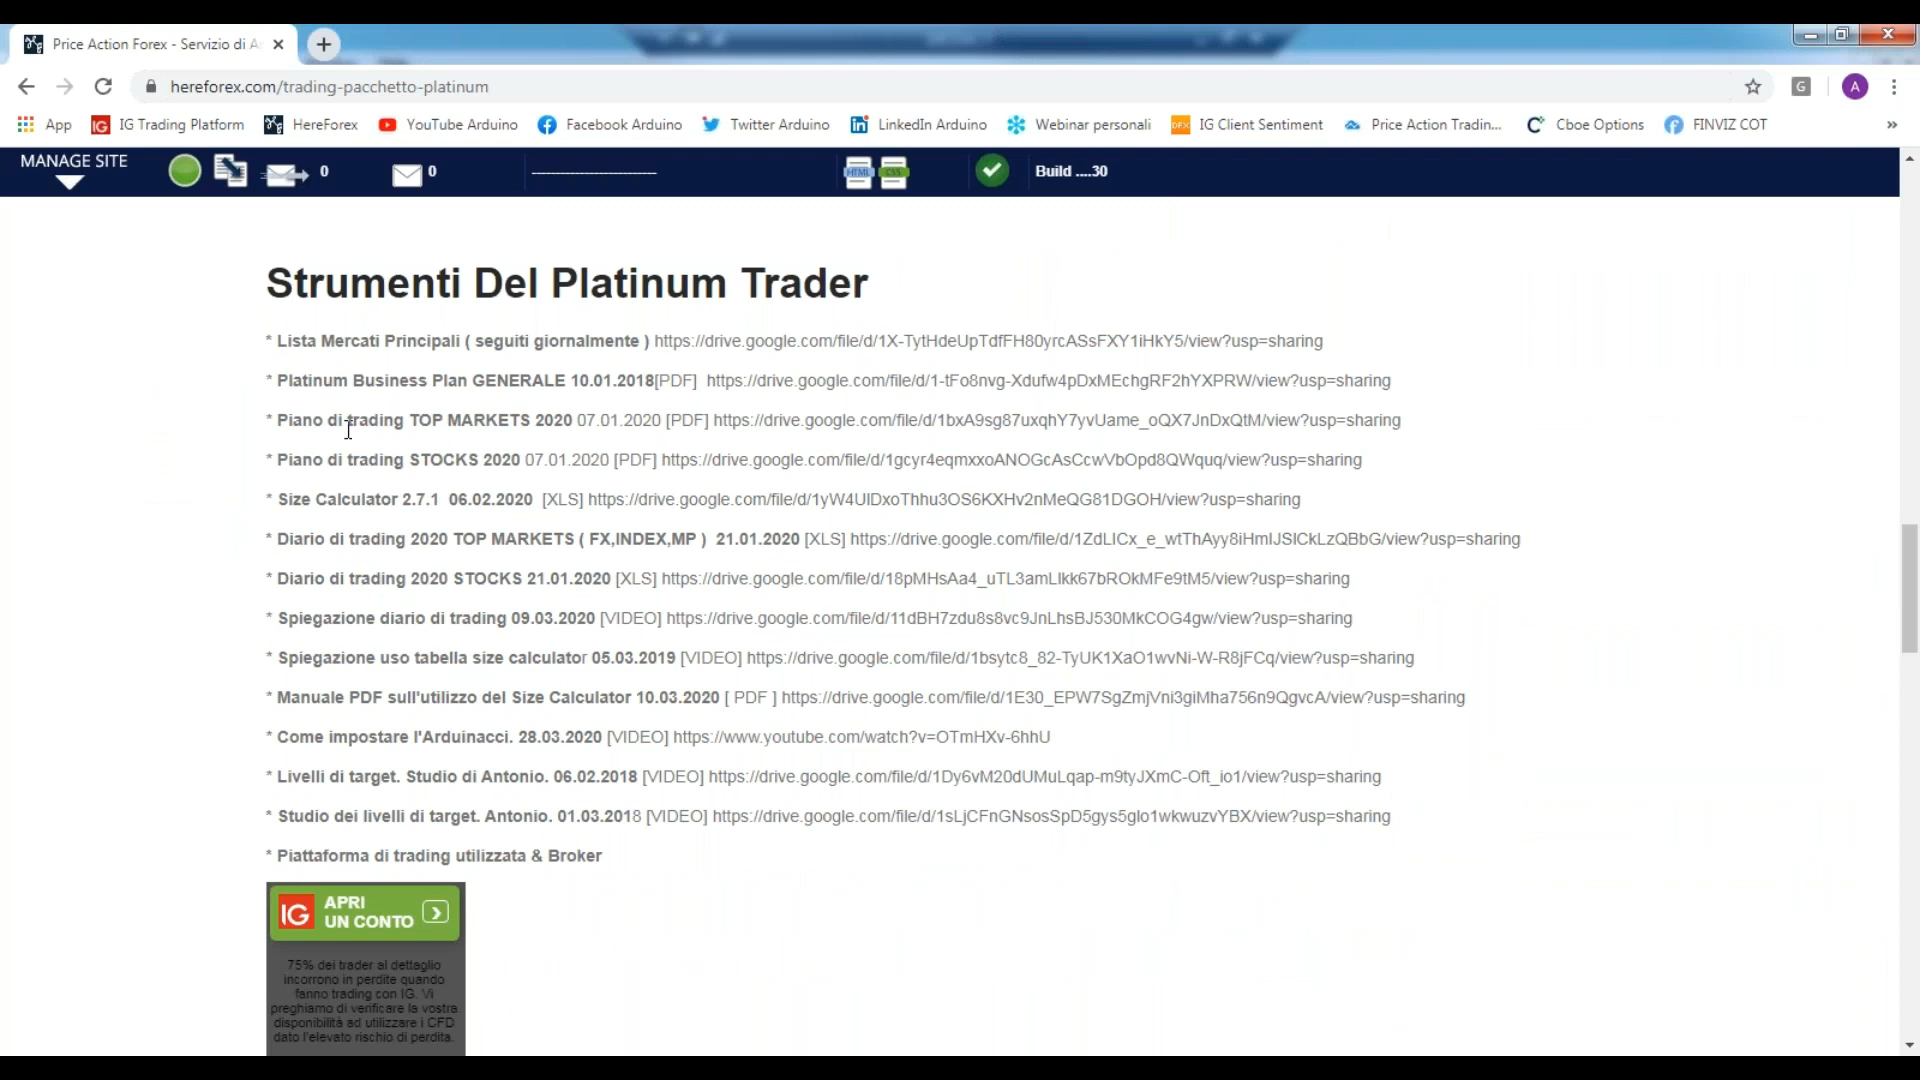 Price Action Forex - Servizio di A
hereforex.com/trading-pacchetto-platinum
G
A
App
IG
IG Trading Platform
HereForex
YouTube Arduino
Facebook Arduino
Twitter Arduino
LinkedIn Arduino
Webinar personali
DFX
IG Client Sentiment
Price Action Tradin...
Cboe Options
FINVIZ COT
»
MANAGE SITE
0
0
--------------------------
HTML
CSS
Build ....30
Strumenti Del Platinum Trader
* Lista Mercati Principali ( seguiti giornalmente ) https://drive.google.com/file/d/1X-TytHdeUpTdfFH80yrcASsFXY1iHkY5/view?usp=sharing
* Platinum Business Plan GENERALE 10.01.2018[PDF] https://drive.google.com/file/d/1-tFo8nvg-Xdufw4pDxMEchgRF2hYXPRW/view?usp=sharing
* Piano di trading TOP MARKETS 2020 07.01.2020 [PDF] https://drive.google.com/file/d/1bxA9sg87uxqhY7yvUame_oQX7JnDxQtM/view?usp=sharing
* Piano di trading STOCKS 2020 07.01.2020 [PDF] https://drive.google.com/file/d/1gcyr4eqmxxoANOGcAsCcwVbOpd8QWquq/view?usp=sharing
* Size Calculator 2.7.1 06.02.2020 [XLS] https://drive.google.com/file/d/1yW4UIDxoThhu3OS6KXHv2nMeQG81DGOH/view?usp=sharing
* Diario di trading 2020 TOP MARKETS ( FX,INDEX,MP ) 21.01.2020 [XLS] https://drive.google.com/file/d/1ZdLICx_e_wtThAyy8iHmIJSlCkLzQBbG/view?usp=sharing
* Diario di trading 2020 STOCKS 21.01.2020 [XLS] https://drive.google.com/file/d/18pMHsAa4_uTL3amLlkk67bROkMFe9tM5/view?usp=sharing
* Spiegazione diario di trading 09.03.2020 [VIDEO] https://drive.google.com/file/d/11dBH7zdu8s8vc9JnLhsBJ530MkCOG4gw/view?usp=sharing
* Spiegazione uso tabella size calculator 05.03.2019 [VIDEO] https://drive.google.com/file/d/1bsytc8_82-TyUK1XaO1wvNi-W-R8jFCq/view?usp=sharing
* Manuale PDF sull'utilizzo del Size Calculator 10.03.2020 [ PDF ] https://drive.google.com/file/d/1E30_EPW7SgZmjVni3giMha756n9QgvcA/view?usp=sharing
* Come impostare l'Arduinacci. 28.03.2020 [VIDEO] https://www.youtube.com/watch?v=OTmHXv-6hhU
* Livelli di target. Studio di Antonio. 06.02.2018 [VIDEO] https://drive.google.com/file/d/1Dy6vM20dUMuLqap-m9tyJXmC-Oft_io1/view?usp=sharing
* Studio dei livelli di target. Antonio. 01.03.2018 [VIDEO] https://drive.google.com/file/d/1sLjCFnGNsosSpD5gys5glo1wkwuzvYBX/view?usp=sharing
* Piattaforma di trading utilizzata & Broker
IG
APRI
UN CONTO
75% dei trader al dettaglio
incorrono in perdite quando
fanno trading con IG. Vi
preghiamo di verificare la vostra
disponibilità ad utilizzare i CFD
dato l'elevato rischio di perdita.